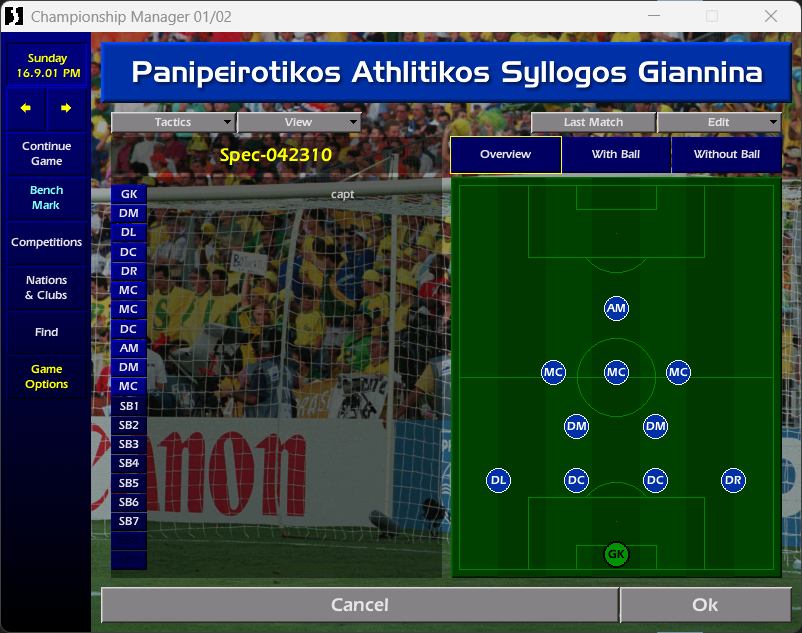 Championship Manager 01/02
Sunday
16.9.01 PM
Continue
Game
Bench
Mark
Competitions
Nations
& Clubs
Find
Game
Options
Panipeirotikos Athlitikos Syllogos Giannina
Tactics
View
Last Match
Edit
Spec-042310
Overview
With Ball
Without Ball
GK
capt
DM
DL
DC
DR
MC
MC
DC
AM
DM
MC
SB1
SB2
SB3
SB4
SB5
SB6
SB7
AM
MC MC MC
DM DM
DL DC DC DR
GK
anon
Cancel
Ok